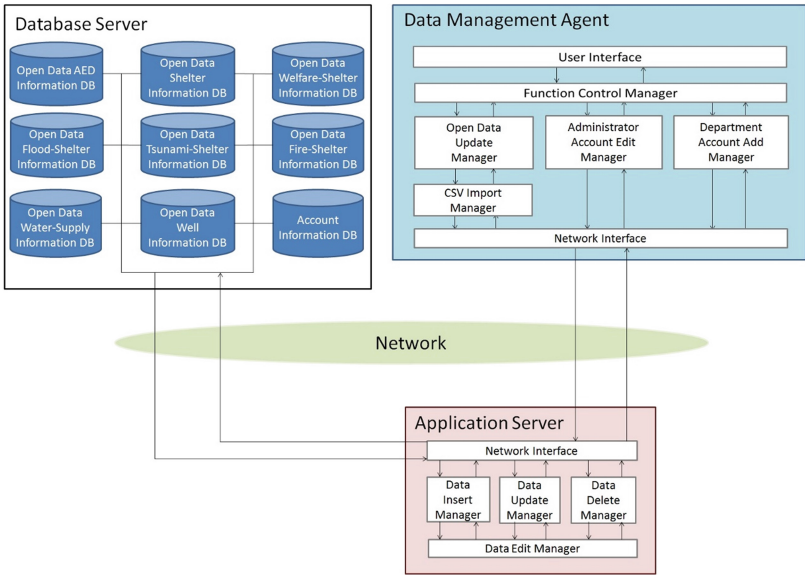 Database Server
Open Data AED
Information DB
Open Data
Shelter
Information DB
Open Data
Welfare-Shelter
Information DB
Open Data
Flood-Shelter
Information DB
Open Data
Tsunami-Shelter
Information DB
Open Data
Fire-Shelter
Information DB
Open Data
Water-Supply
Information DB
Open Data
Well
Information DB
Account
Information DB
Data Management Agent
User Interface
Function Control Manager
Open Data
Update
Manager
Administrator
Account Edit
Manager
Department
Account Add
Manager
CSV Import
Manager
Network Interface
Network
Application Server
Network Interface
Data
Insert
Manager
Data
Update
Manager
Data
Delete
Manager
Data Edit Manager